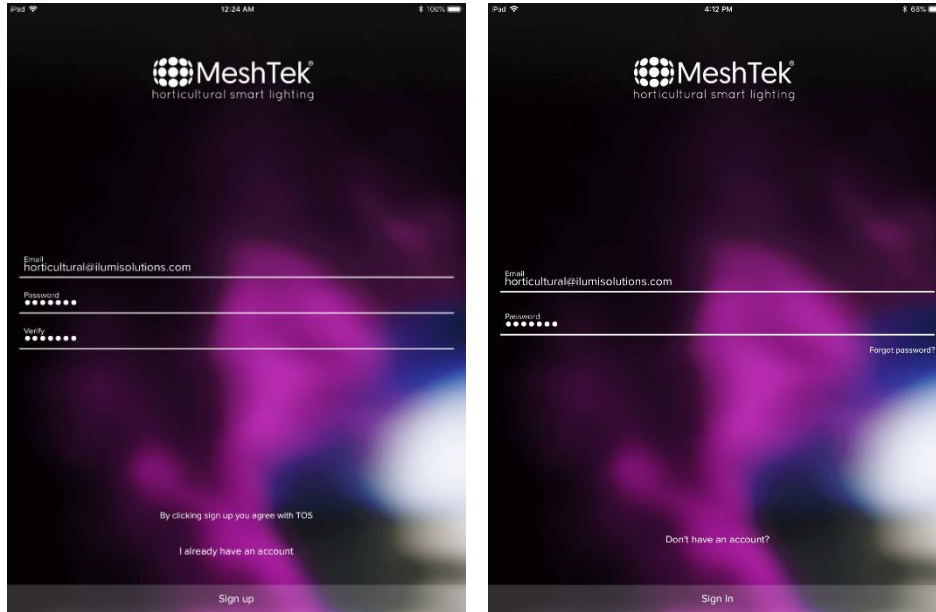 iPad 12:24 AM 100%
MeshTek®
horticultural smart lighting
Email
horticultural@ilumisolutions.com
Password
Verify
By clicking sign up you agree with TOS
I already have an account
Sign up
iPad 4:12 PM 68%
MeshTek®
horticultural smart lighting
Email
horticultural@ilumisolutions.com
Password
Forgot password?
Don't have an account?
Sign In